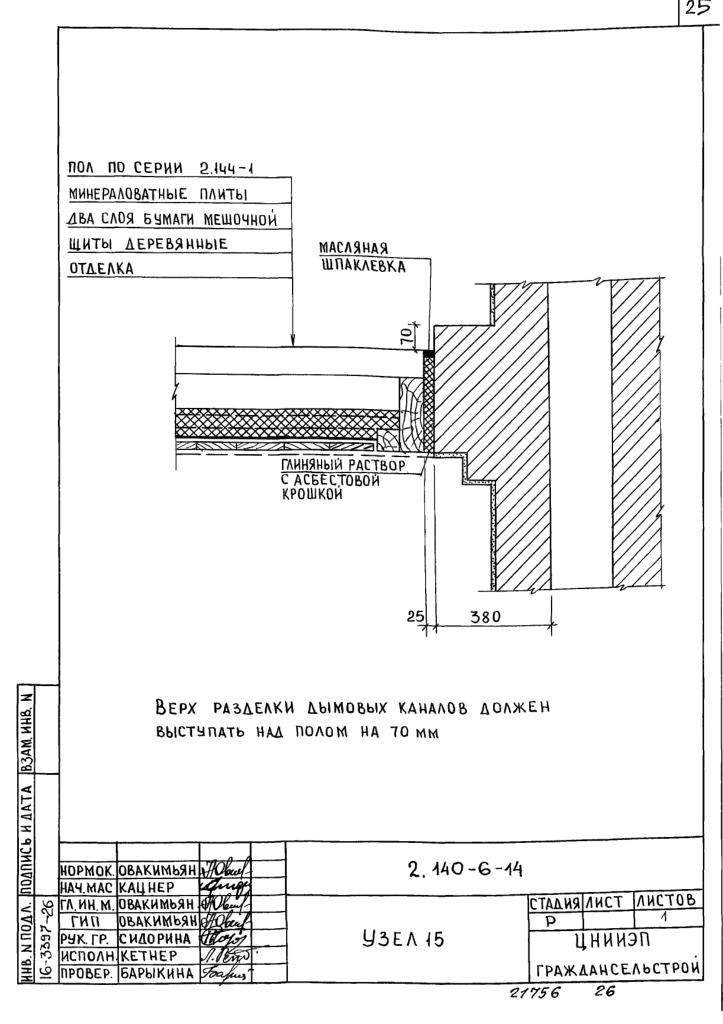 25
ПОЛ ПО СЕРИИ 2.144-1
МИНЕРАЛОВАТНЫЕ ПЛИТЫ
ДВА СЛОЯ БУМАГИ МЕШОЧНОЙ
ЩИТЫ ДЕРЕВЯННЫЕ
ОТДЕЛКА
МАСЛЯНАЯ
ШПАКЛЕВКА
70
ГЛИНЯНЫЙ РАСТВОР
С АСБЕСТОВОЙ
КРОШКОЙ
25 380
ВЕРХ РАЗДЕЛКИ ДЫМОВЫХ КАНАЛОВ ДОЛЖЕН
ВЫСТУПАТЬ НАД ПОЛОМ НА 70 ММ
ИНВ. N ПОДЛ. ПОДПИСЬ И ДАТА ВЗАМ. ИНВ. N
16-3397-26
НОРМОК. ОВАКИМЬЯН
НАЧ.МАС КАЦНЕР
ГЛ.ИН.М. ОВАКИМЬЯН
ГИП ОВАКИМЬЯН
РУК. ГР. СИДОРИНА
ИСПОЛН. КЕТНЕР
ПРОВЕР. БАРЫКИНА
2.140-6-14
УЗЕЛ 15
СТАДИЯ ЛИСТ ЛИСТОВ
Р 1
ЦНИИЭП
ГРАЖДАНСЕЛЬСТРОЙ
21756 26